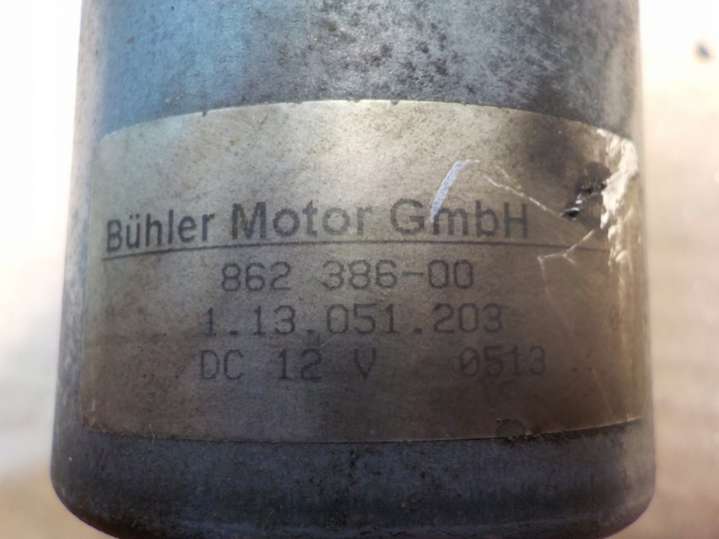 Bühler Motor GmbH
862 386-00
1.13.051.203
DC 12 V 0513